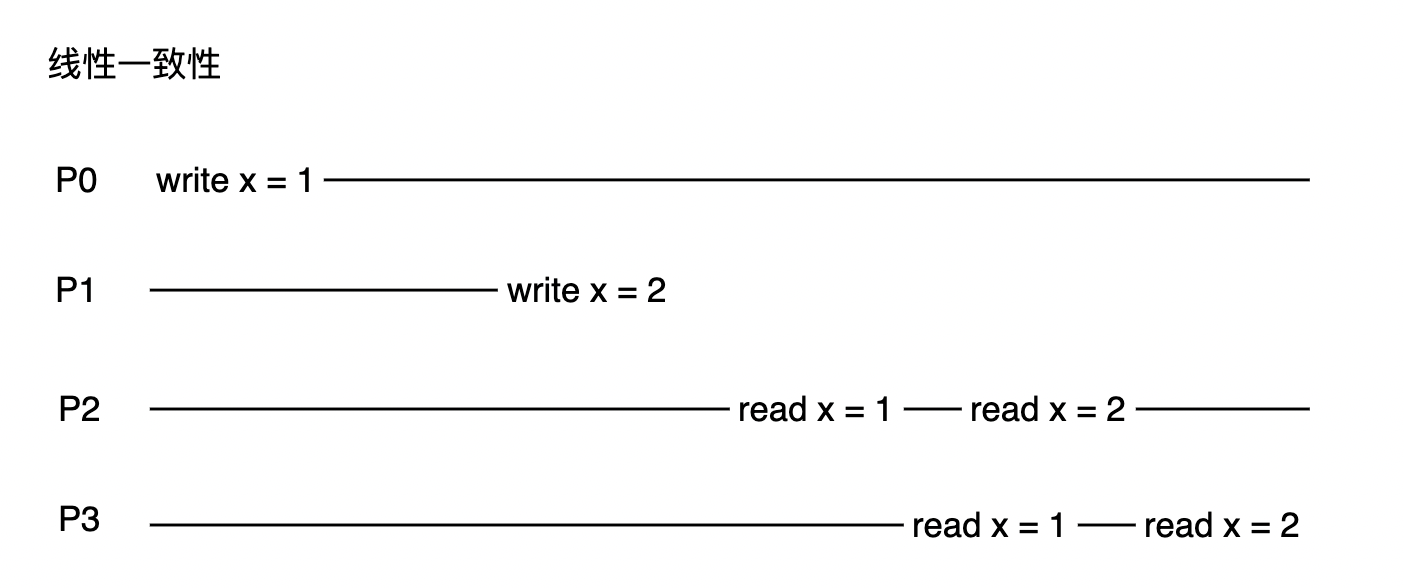 线性一致性
P0 write x = 1
P1 write x = 2
P2 read x = 1 read x = 2
P3 read x = 1 read x = 2